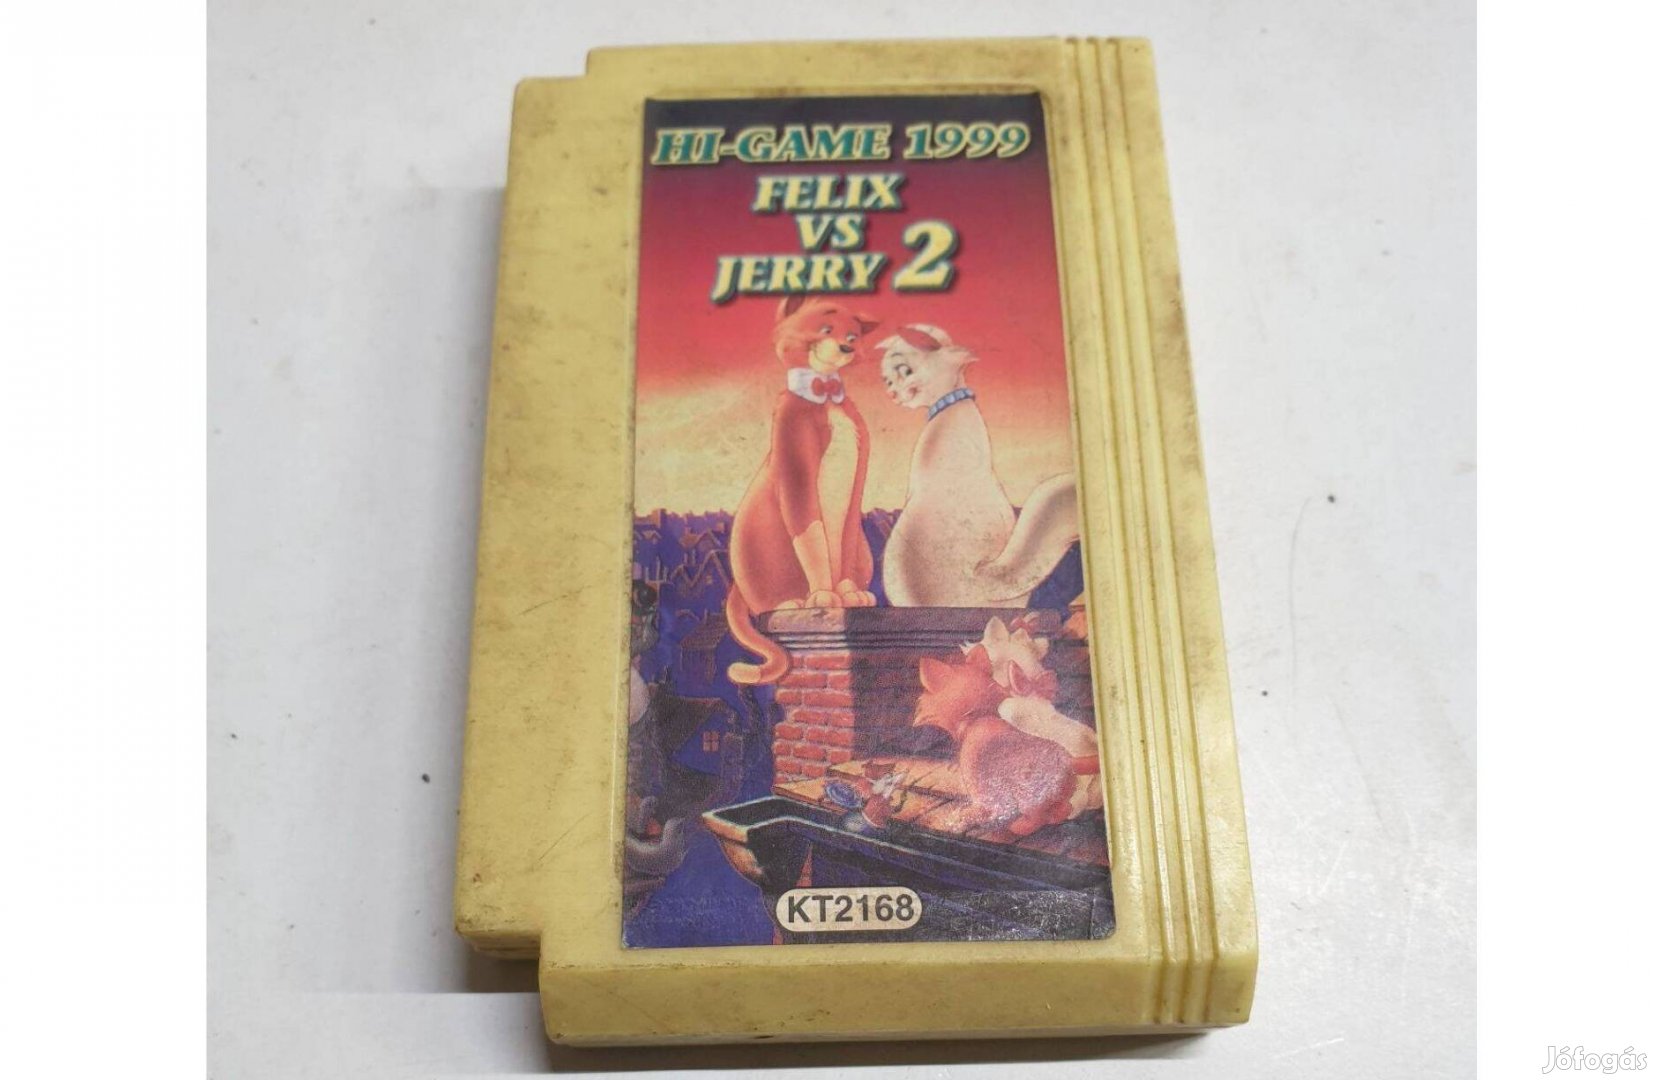 HI-GAME 1999
FELIX
VS
JERRY 2
KT2168
Jófogás